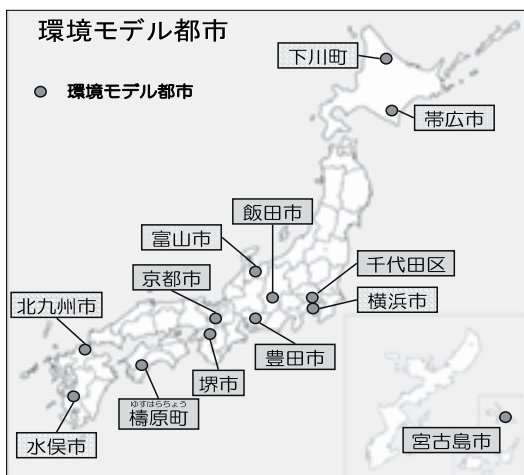 環境モデル都市
環境モデル都市
下川町
帯広市
飯田市
富山市
千代田区
京都市
横浜市
北九州市
豊田市
堺市
ゆすはらちょう
檮原町
水俣市
宮古島市